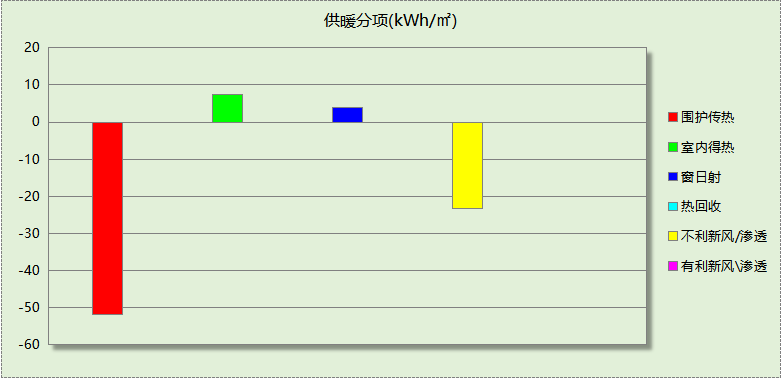 供暖分项(kWh/㎡)
20
10
0
-10
-20
-30
-40
-50
-60
围护传热
室内得热
窗日射
热回收
不利新风/渗透
有利新风\渗透